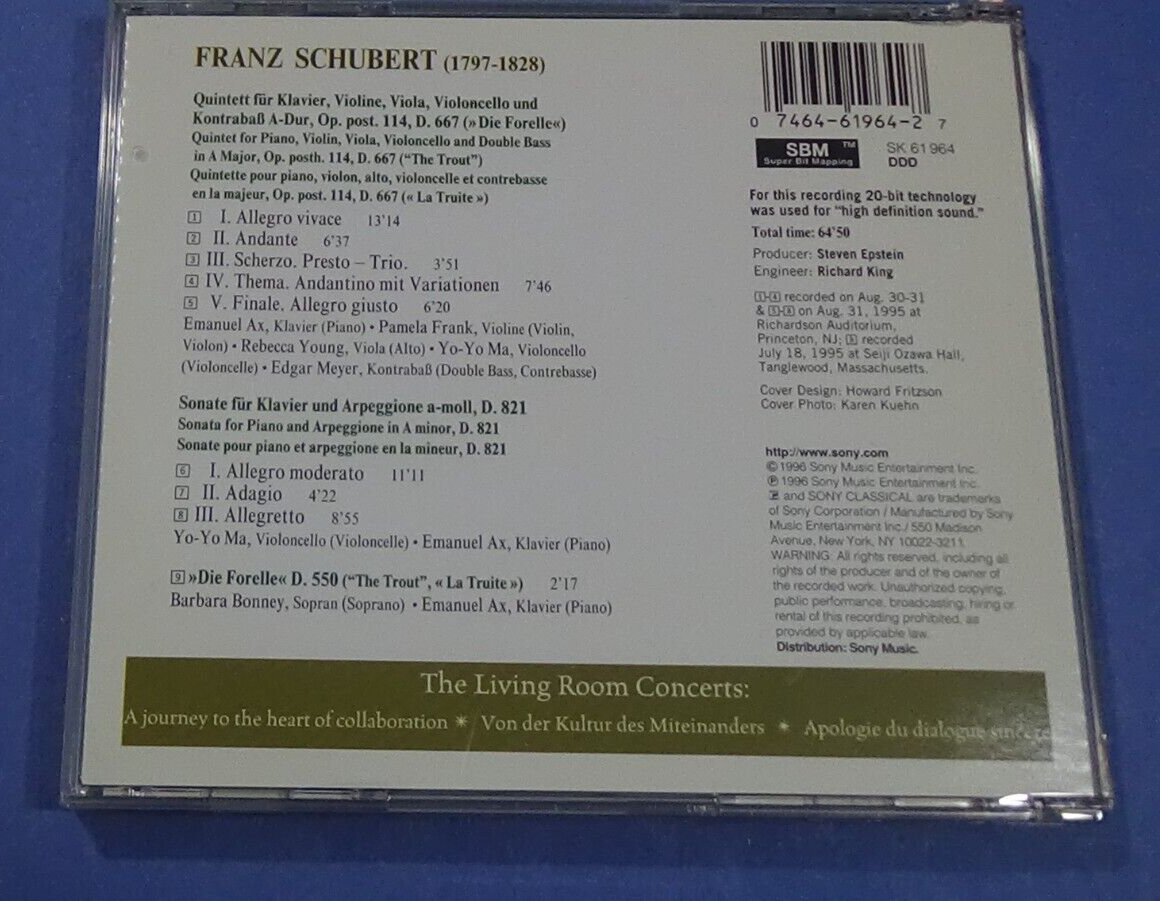 FRANZ SCHUBERT (1797-1828)
Quintett für Klavier, Violine, Viola, Violoncello und
Kontrabaß A-Dur, Op. post. 114, D. 667 (»Die Forelle«)
Quintet for Piano, Violin, Viola, Violoncello and Double Bass
in A Major, Op. posth. 114, D. 667 (“The Trout”)
Quintette pour piano, violon, alto, violoncelle et contrebasse
en la majeur, Op. post. 114, D. 667 (« La Truite »)
1 I. Allegro vivace 13'14
2 II. Andante 6'37
3 III. Scherzo. Presto – Trio. 3'51
4 IV. Thema. Andantino mit Variationen 7'46
5 V. Finale. Allegro giusto 6'20
Emanuel Ax, Klavier (Piano) • Pamela Frank, Violine (Violin,
Violon) • Rebecca Young, Viola (Alto) • Yo-Yo Ma, Violoncello
(Violoncelle) • Edgar Meyer, Kontrabaß (Double Bass, Contrebasse)
Sonate für Klavier und Arpeggione a-moll, D. 821
Sonata for Piano and Arpeggione in A minor, D. 821
Sonate pour piano et arpeggione en la mineur, D. 821
6 I. Allegro moderato 11'11
7 II. Adagio 4'22
8 III. Allegretto 8'55
Yo-Yo Ma, Violoncello (Violoncelle) • Emanuel Ax, Klavier (Piano)
9 »Die Forelle« D. 550 (“The Trout”, « La Truite ») 2'17
Barbara Bonney, Sopran (Soprano) • Emanuel Ax, Klavier (Piano)
0 7464-61964-2 7
SBM TM
Super Bit Mapping
SK 61964
DDD
For this recording 20-bit technology
was used for "high definition sound."
Total time: 64'50
Producer: Steven Epstein
Engineer: Richard King
1-4 recorded on Aug. 30-31
& on Aug. 31, 1995 at
Richardson Auditorium,
Princeton, NJ; recorded
July 18, 1995 at Seiji Ozawa Hall,
Tanglewood, Massachusetts.
Cover Design: Howard Fritzson
Cover Photo: Karen Kuehn
http://www.sony.com
© 1996 Sony Music Entertainment Inc.
℗ 1996 Sony Music Entertainment Inc.
and SONY CLASSICAL are trademarks
of Sony Corporation / Manufactured by Sony
Music Entertainment Inc./ 550 Madison
Avenue, New York, NY 10022-3211.
WARNING: All rights reserved, including all
rights of the producer and of the owner of
the recorded work. Unauthorized copying,
public performance, broadcasting, hiring or
rental of this recording prohibited, as
provided by applicable law.
Distribution: Sony Music.
The Living Room Concerts:
A journey to the heart of collaboration * Von der Kultur des Miteinanders * Apologie du dialogue sincère